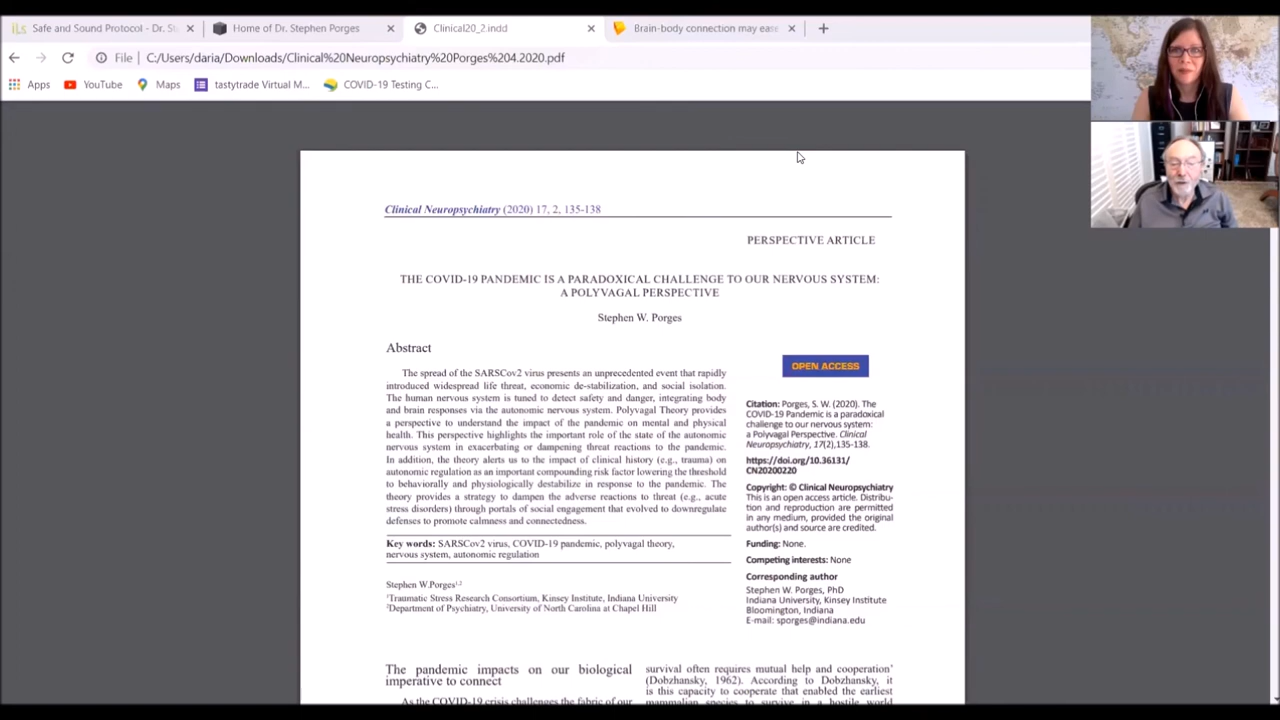 Safe and Sound Protocol - Dr. St
Home of Dr. Stephen Porges
Clinical20_2.indd
Brain-body connection may ease
File
C:/Users/daria/Downloads/Clinical%20Neuropsychiatry%20Porges%204.2020.pdf
Apps
YouTube
Maps
tastytrade Virtual M...
COVID-19 Testing C...
Clinical Neuropsychiatry (2020) 17, 2, 135-138
PERSPECTIVE ARTICLE
THE COVID-19 PANDEMIC IS A PARADOXICAL CHALLENGE TO OUR NERVOUS SYSTEM:
A POLYVAGAL PERSPECTIVE
Stephen W. Porges
Abstract
The spread of the SARSCov2 virus presents an unprecedented event that rapidly
introduced widespread life threat, economic de-stabilization, and social isolation.
The human nervous system is tuned to detect safety and danger, integrating body
and brain responses via the autonomic nervous system. Polyvagal Theory provides
a perspective to understand the impact of the pandemic on mental and physical
health. This perspective highlights the important role of the state of the autonomic
nervous system in exacerbating or dampening threat reactions to the pandemic.
In addition, the theory alerts us to the impact of clinical history (e.g., trauma) on
autonomic regulation as an important compounding risk factor lowering the threshold
to behaviorally and physiologically destabilize in response to the pandemic. The
theory provides a strategy to dampen the adverse reactions to threat (e.g., acute
stress disorders) through portals of social engagement that evolved to downregulate
defenses to promote calmness and connectedness.
Key words: SARSCov2 virus, COVID-19 pandemic, polyvagal theory,
nervous system, autonomic regulation
Stephen W.Porges1,2
1Traumatic Stress Research Consortium, Kinsey Institute, Indiana University
2Department of Psychiatry, University of North Carolina at Chapel Hill
OPEN ACCESS
Citation: Porges, S. W. (2020). The
COVID-19 Pandemic is a paradoxical
challenge to our nervous system:
a Polyvagal Perspective. Clinical
Neuropsychiatry, 17(2),135-138.
https://doi.org/10.36131/
CN20200220
Copyright: © Clinical Neuropsychiatry
This is an open access article. Distribu-
tion and reproduction are permitted
in any medium, provided the original
author(s) and source are credited.
Funding: None.
Competing interests: None
Corresponding author
Stephen W. Porges, PhD
Indiana University, Kinsey Institute
Bloomington, Indiana
E-mail: sporges@indiana.edu
The pandemic impacts on our biological
imperative to connect
As the COVID-19 crisis challenges the fabric of our
survival often requires mutual help and cooperation'
(Dobzhansky, 1962). According to Dobzhansky, it
is this capacity to cooperate that enabled the earliest
mammalian species to survive in a hostile world